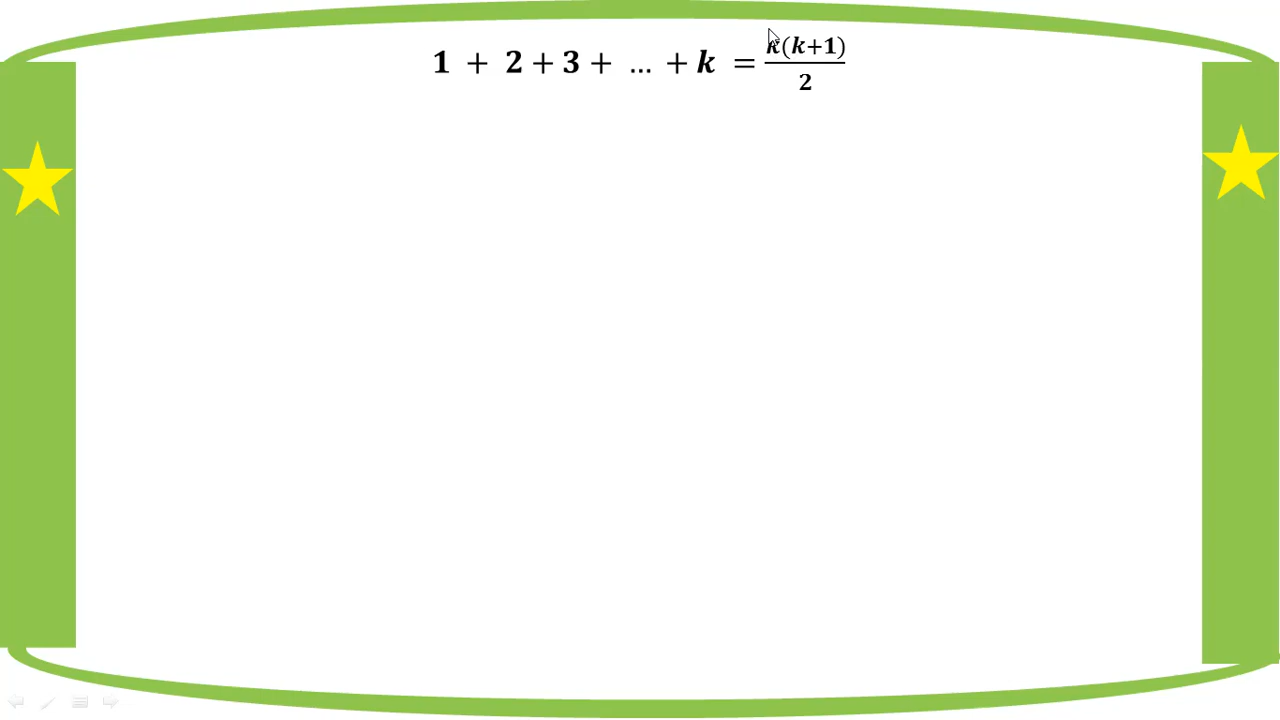 1 + 2 + 3 + … + k = k(k+1)/2